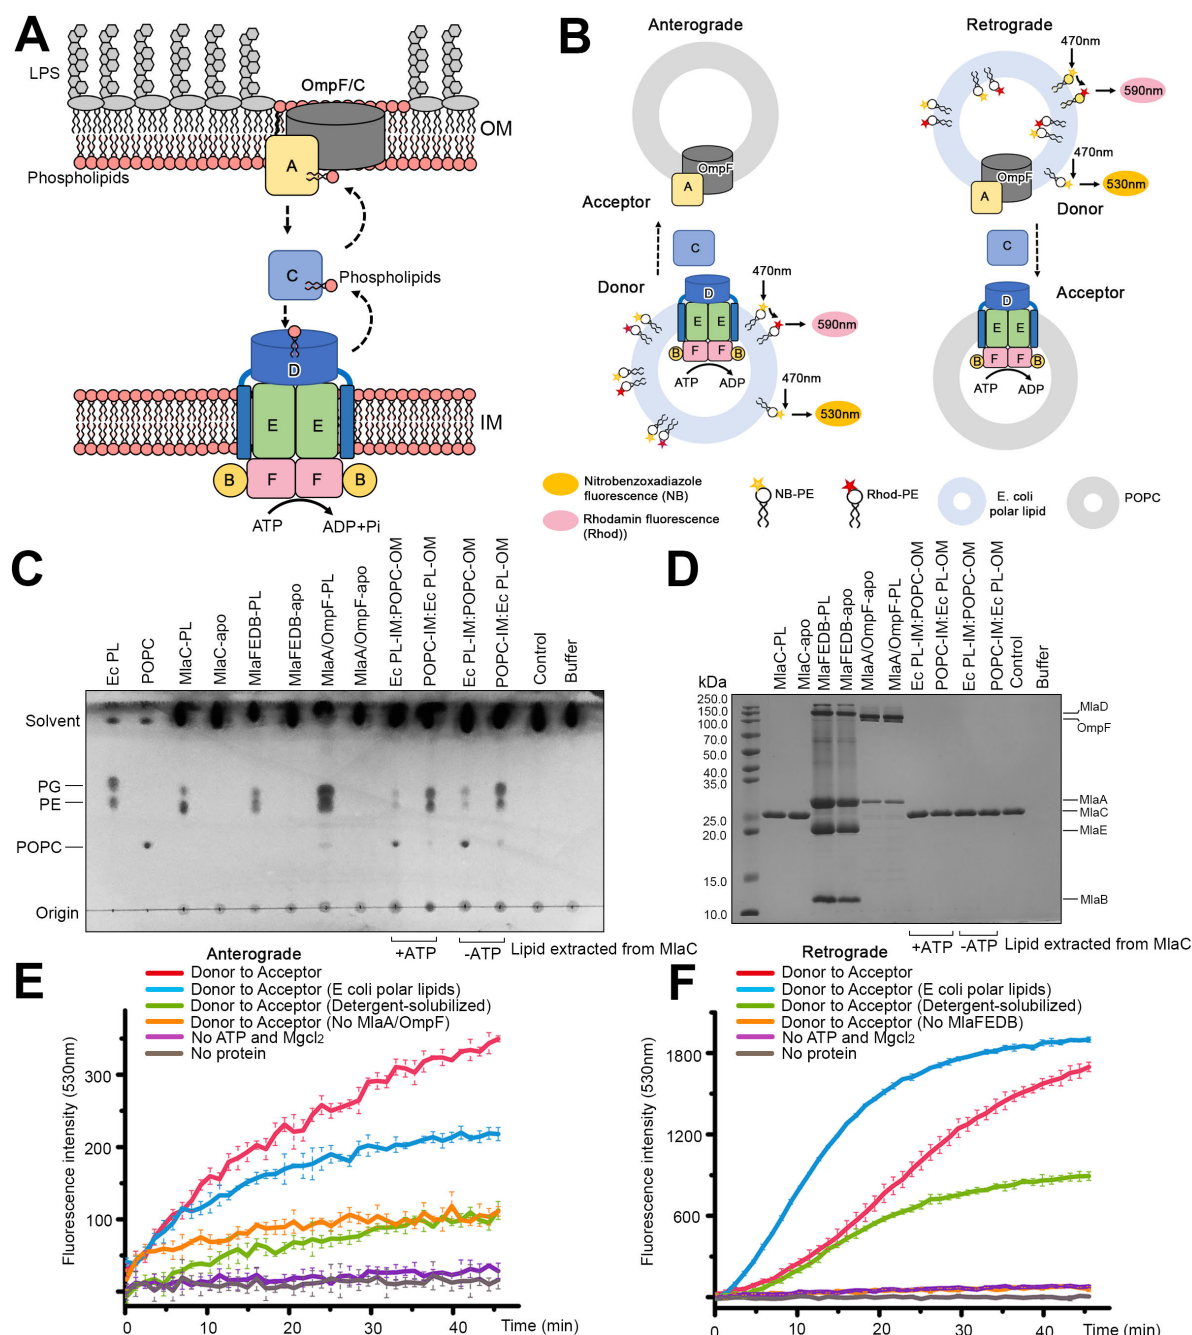 A
LPS
OmpF/C
OM
A
Phospholipids
C
Phospholipids
D
E E
IM
B F F B
ATP ADP+Pi
B
Anterograde
Retrograde
470nm
590nm
OmpF
A
470nm
530nm
OmpF
A
Acceptor
Donor
C
C
Donor
470nm
D
590nm
D
Acceptor
E E
E E
B F F B
B F F B
ATP ADP
ATP ADP
470nm
530nm
Nitrobenzoxadiazole
fluorescence (NB)
NB-PE
Rhod-PE
E. coli
polar lipid
POPC
Rhodamin fluorescence
(Rhod))
C
Ec PL
POPC
MlaC-PL
MlaC-apo
MlaFEDB-PL
MlaFEDB-apo
MlaA/OmpF-PL
MlaA/OmpF-apo
Ec PL-IM:POPC-OM
POPC-IM:Ec PL-OM
Ec PL-IM:POPC-OM
POPC-IM:Ec PL-OM
Control
Buffer
Solvent
PG
PE
POPC
Origin
+ATP
-ATP
Lipid extracted from MlaC
D
MlaC-PL
MlaC-apo
MlaFEDB-PL
MlaFEDB-apo
MlaA/OmpF-apo
MlaA/OmpF-PL
Ec PL-IM:POPC-OM
POPC-IM:Ec PL-OM
Ec PL-IM:POPC-OM
POPC-IM:Ec PL-OM
Control
Buffer
kDa
250.0
150.0
100.0
70.0
50.0
40.0
35.0
25.0
20.0
15.0
10.0
MlaD
OmpF
MlaA
MlaC
MlaE
MlaB
+ATP
-ATP
Lipid extracted from MlaC
E
Anterograde
Donor to Acceptor
Donor to Acceptor (E coli polar lipids)
Donor to Acceptor (Detergent-solubilized)
Donor to Acceptor (No MlaA/OmpF)
No ATP and Mgcl2
No protein
Fluorescence intensity (530nm)
300
200
100
0 10 20 30 40 Time (min)
F
Retrograde
Donor to Acceptor
Donor to Acceptor (E coli polar lipids)
Donor to Acceptor (Detergent-solubilized)
Donor to Acceptor (No MlaFEDB)
No ATP and Mgcl2
No protein
Fluorescence intensity (530nm)
1800
1200
600
0 10 20 30 40 Time (min)